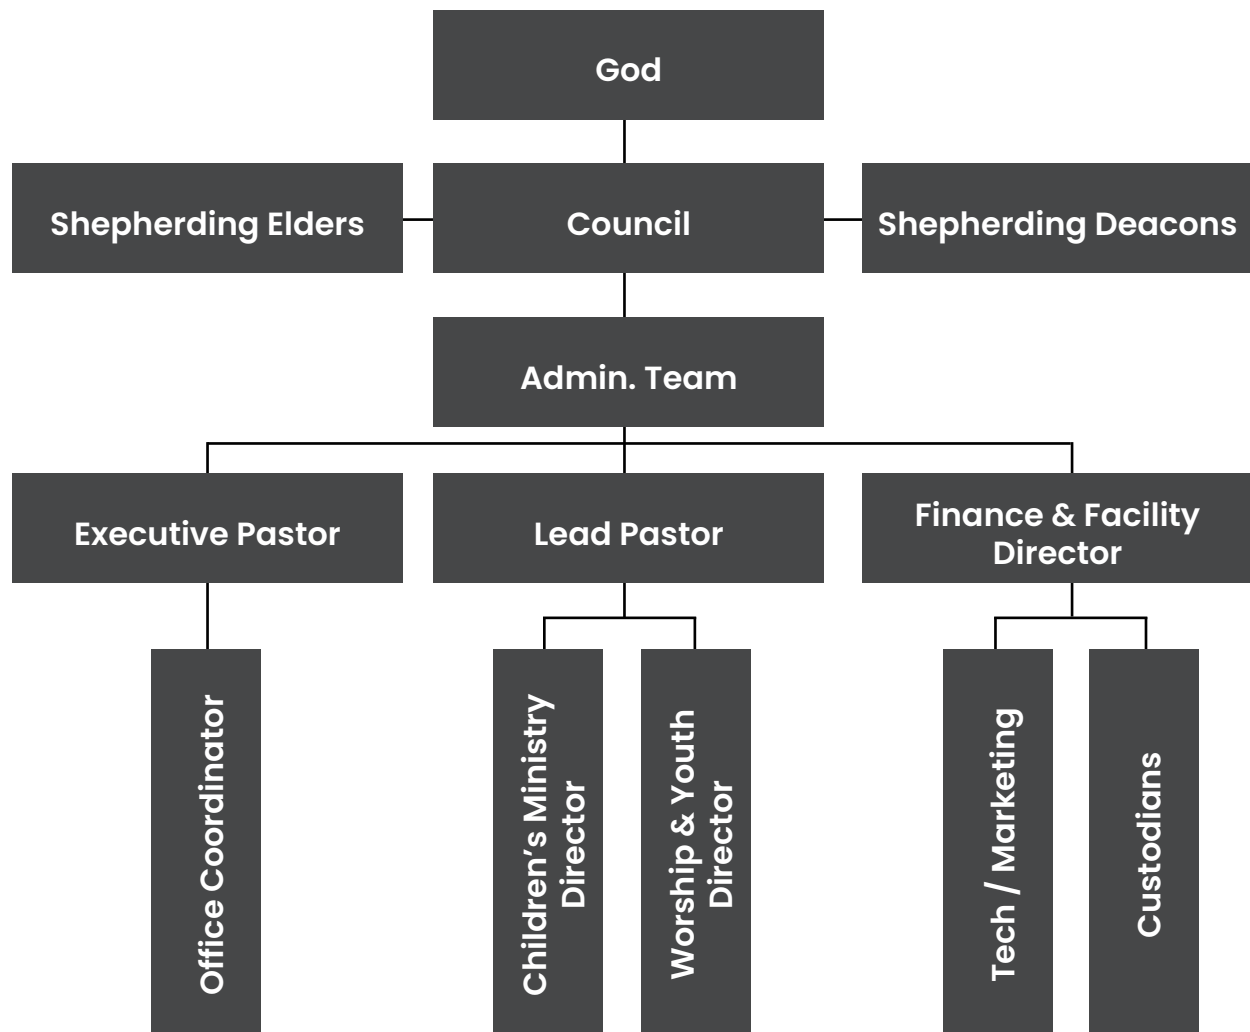 God
Shepherding Elders
Council
Shepherding Deacons
Admin. Team
Executive Pastor
Lead Pastor
Finance & Facility
Director
Office Coordinator
Children’s Ministry
Director
Worship & Youth
Director
Tech / Marketing
Custodians